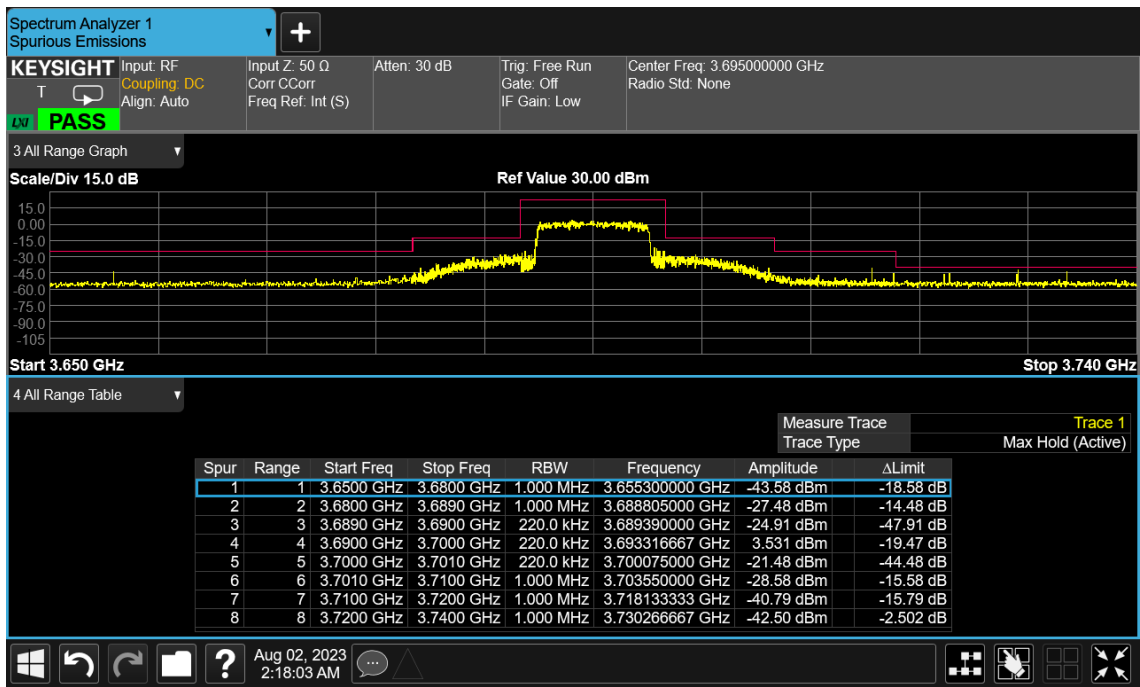 Spectrum Analyzer 1
Spurious Emissions
KEYSIGHT Input: RF Input Z: 50 Ω Atten: 30 dB Trig: Free Run Center Freq: 3.695000000 GHz
T Coupling: DC Corr CCorr Gate: Off Radio Std: None
Align: Auto Freq Ref: Int (S) IF Gain: Low
LXI PASS
3 All Range Graph
Scale/Div 15.0 dB Ref Value 30.00 dBm
15.0
0.00
-15.0
-30.0
-45.0
-60.0
-75.0
-90.0
-105
Start 3.650 GHz Stop 3.740 GHz
4 All Range Table
Measure Trace Trace 1
Trace Type Max Hold (Active)
Spur Range Start Freq Stop Freq RBW Frequency Amplitude ΔLimit
1 1 3.6500 GHz 3.6800 GHz 1.000 MHz 3.655300000 GHz -43.58 dBm -18.58 dB
2 2 3.6800 GHz 3.6890 GHz 1.000 MHz 3.688805000 GHz -27.48 dBm -14.48 dB
3 3 3.6890 GHz 3.6900 GHz 220.0 kHz 3.689390000 GHz -24.91 dBm -47.91 dB
4 4 3.6900 GHz 3.7000 GHz 220.0 kHz 3.693316667 GHz 3.531 dBm -19.47 dB
5 5 3.7000 GHz 3.7010 GHz 220.0 kHz 3.700075000 GHz -21.48 dBm -44.48 dB
6 6 3.7010 GHz 3.7100 GHz 1.000 MHz 3.703550000 GHz -28.58 dBm -15.58 dB
7 7 3.7100 GHz 3.7200 GHz 1.000 MHz 3.718133333 GHz -40.79 dBm -15.79 dB
8 8 3.7200 GHz 3.7400 GHz 1.000 MHz 3.730266667 GHz -42.50 dBm -2.502 dB
? Aug 02, 2023
2:18:03 AM